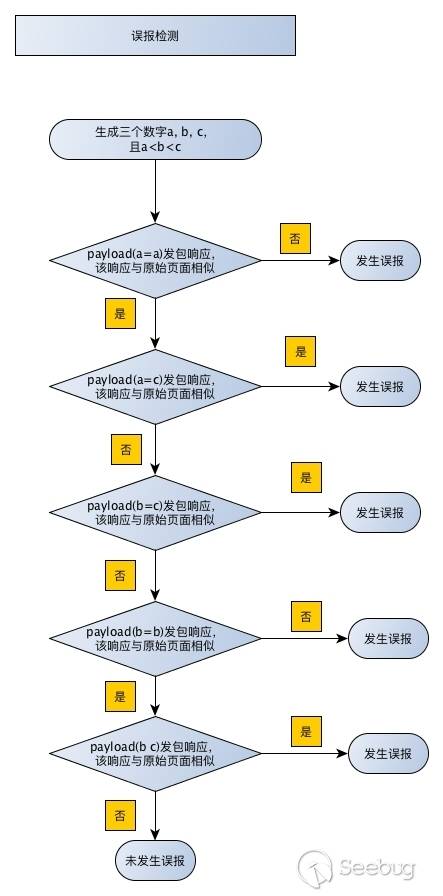 误报检测
生成三个数字a, b, c,
且a<b<c
payload(a=a)发包响应,
该响应与原始页面相似
否
发生误报
是
payload(a=c)发包响应,
该响应与原始页面相似
是
发生误报
否
payload(b=c)发包响应,
该响应与原始页面相似
是
发生误报
否
payload(b=b)发包响应,
该响应与原始页面相似
否
发生误报
是
payload(b c)发包响应,
该响应与原始页面相似
是
发生误报
否
未发生误报
Seebug